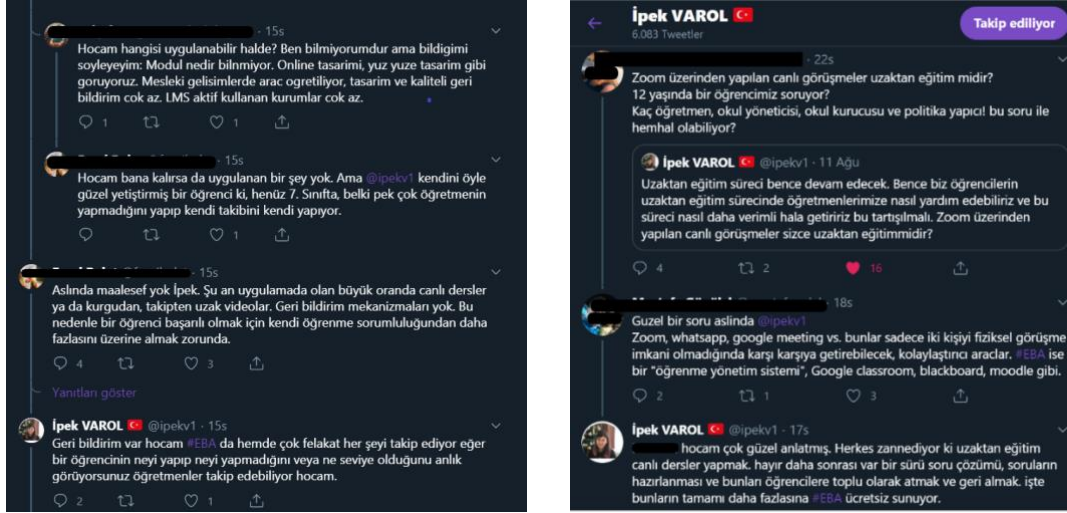 15s
Hocam hangisi uygulanabilir halde? Ben bilmiyorumdur ama bildigimi
soyleyeyim: Modul nedir bilnmiyor. Online tasarimi, yuz yuze tasarim gibi
goruyoruz. Mesleki gelisimlerde arac ogretiliyor, tasarim ve kaliteli geri
bildirim cok az. LMS aktif kullanan kurumlar cok az.
1 1
· 15s
Hocam bana kalırsa da uygulanan bir şey yok. Ama @ipekv1 kendini öyle
güzel yetiştirmiş bir öğrenci ki, henüz 7. Sınıfta, belki pek çok öğretmenin
yapmadığını yapıp kendi takibini kendi yapıyor.
1
· 15s
Aslında maalesef yok İpek. Şu an uygulamada olan büyük oranda canlı dersler
ya da kurgudan, takipten uzak videolar. Geri bildirim mekanizmaları yok. Bu
nedenle bir öğrenci başarılı olmak için kendi öğrenme sorumluluğundan daha
fazlasını üzerine almak zorunda.
4 3
Yanıtları göster
İpek VAROL @ipekv1 · 15s
Geri bildirim var hocam #EBA da hemde çok felakat her şeyi takip ediyor eğer
bir öğrencinin neyi yapıp neyi yapmadığını veya ne seviye olduğunu anlık
görüyorsunuz öğretmenler takip edebiliyor hocam.
2 1
İpek VAROL
6.083 Tweetler
Takip ediliyor
· 22s
Zoom üzerinden yapılan canlı görüşmeler uzaktan eğitim midir?
12 yaşında bir öğrencimiz soruyor?
Kaç öğretmen, okul yöneticisi, okul kurucusu ve politika yapıcı! bu soru ile
hemhal olabiliyor?
İpek VAROL @ipekv1 · 11 Ağu
Uzaktan eğitim süreci bence devam edecek. Bence biz öğrencilerin
uzaktan eğitim sürecinde öğretmenlerimize nasıl yardım edebiliriz ve bu
süreci nasıl daha verimli hala getiririz bu tartışılmalı. Zoom üzerinden
yapılan canlı görüşmeler sizce uzaktan eğitimmidir?
4 2 16
· 18s
Guzel bir soru aslinda @ipekv1
Zoom, whatsapp, google meeting vs. bunlar sadece iki kişiyi fiziksel görüşme
imkani olmadığında karşı karşıya getirebilecek, kolaylaştırıcı araclar. #EBA ise
bir "öğrenme yönetim sistemi", Google classroom, blackboard, moodle gibi.
2 1 3
İpek VAROL @ipekv1 · 17s
hocam çok güzel anlatmış. Herkes zannediyor ki uzaktan eğitim
canlı dersler yapmak. hayır daha sonrası var bir sürü soru çözümü, soruların
hazırlanması ve bunları öğrencilere toplu olarak atmak ve geri almak. işte
bunların tamamı daha fazlasına #EBA ücretsiz sunuyor.